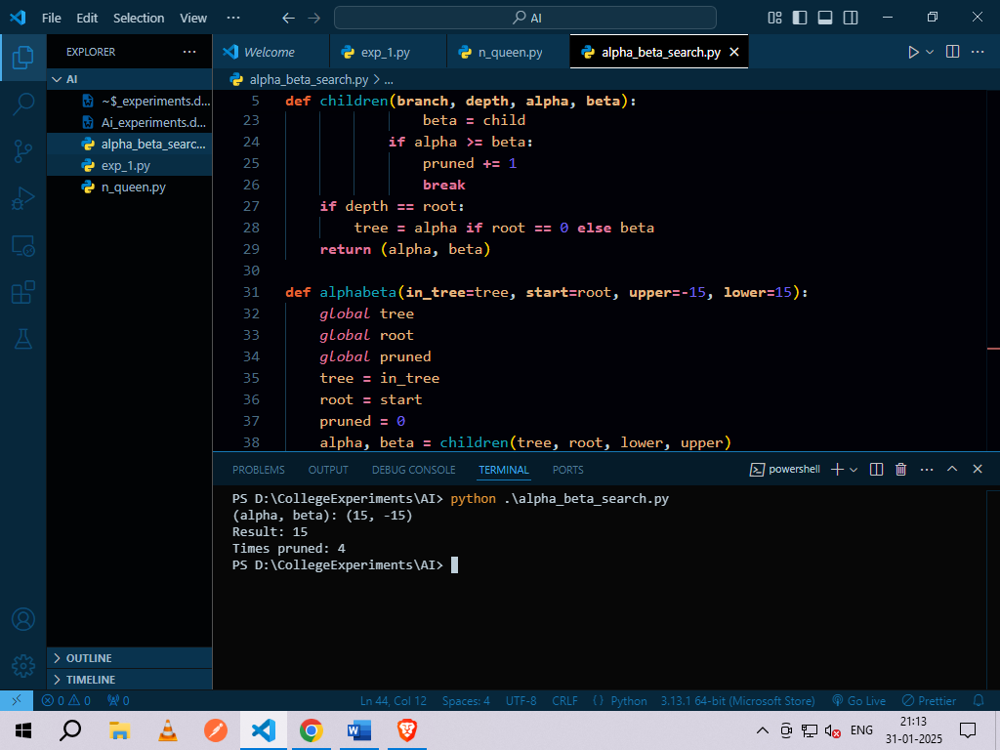 File Edit Selection View ··· AI
EXPLORER ···
AI
~$_experiments.d...
Ai_experiments.d...
alpha_beta_searc...
exp_1.py
n_queen.py
OUTLINE
TIMELINE
Welcome exp_1.py n_queen.py alpha_beta_search.py
alpha_beta_search.py > ...
5 def children(branch, depth, alpha, beta):
23 beta = child
24 if alpha >= beta:
25 pruned += 1
26 break
27 if depth == root:
28 tree = alpha if root == 0 else beta
29 return (alpha, beta)
30
31 def alphabeta(in_tree=tree, start=root, upper=-15, lower=15):
32 global tree
33 global root
34 global pruned
35 tree = in_tree
36 root = start
37 pruned = 0
38 alpha, beta = children(tree, root, lower, upper)
PROBLEMS OUTPUT DEBUG CONSOLE TERMINAL PORTS powershell
PS D:\CollegeExperiments\AI> python .\alpha_beta_search.py
(alpha, beta): (15, -15)
Result: 15
Times pruned: 4
PS D:\CollegeExperiments\AI>
0 0 0 Ln 44, Col 12 Spaces: 4 UTF-8 CRLF {} Python 3.13.1 64-bit (Microsoft Store) Go Live Prettier
ENG 21:13
31-01-2025